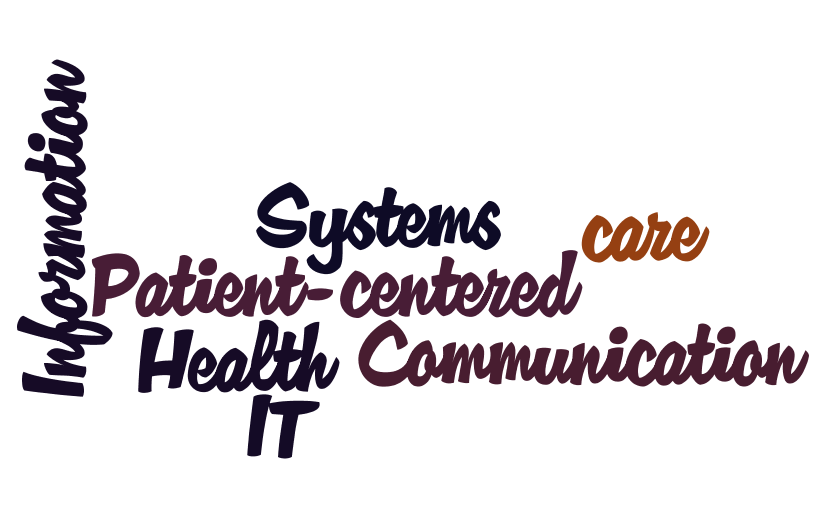 Information
Systems
care
Patient-centered
Health
Communication
IT